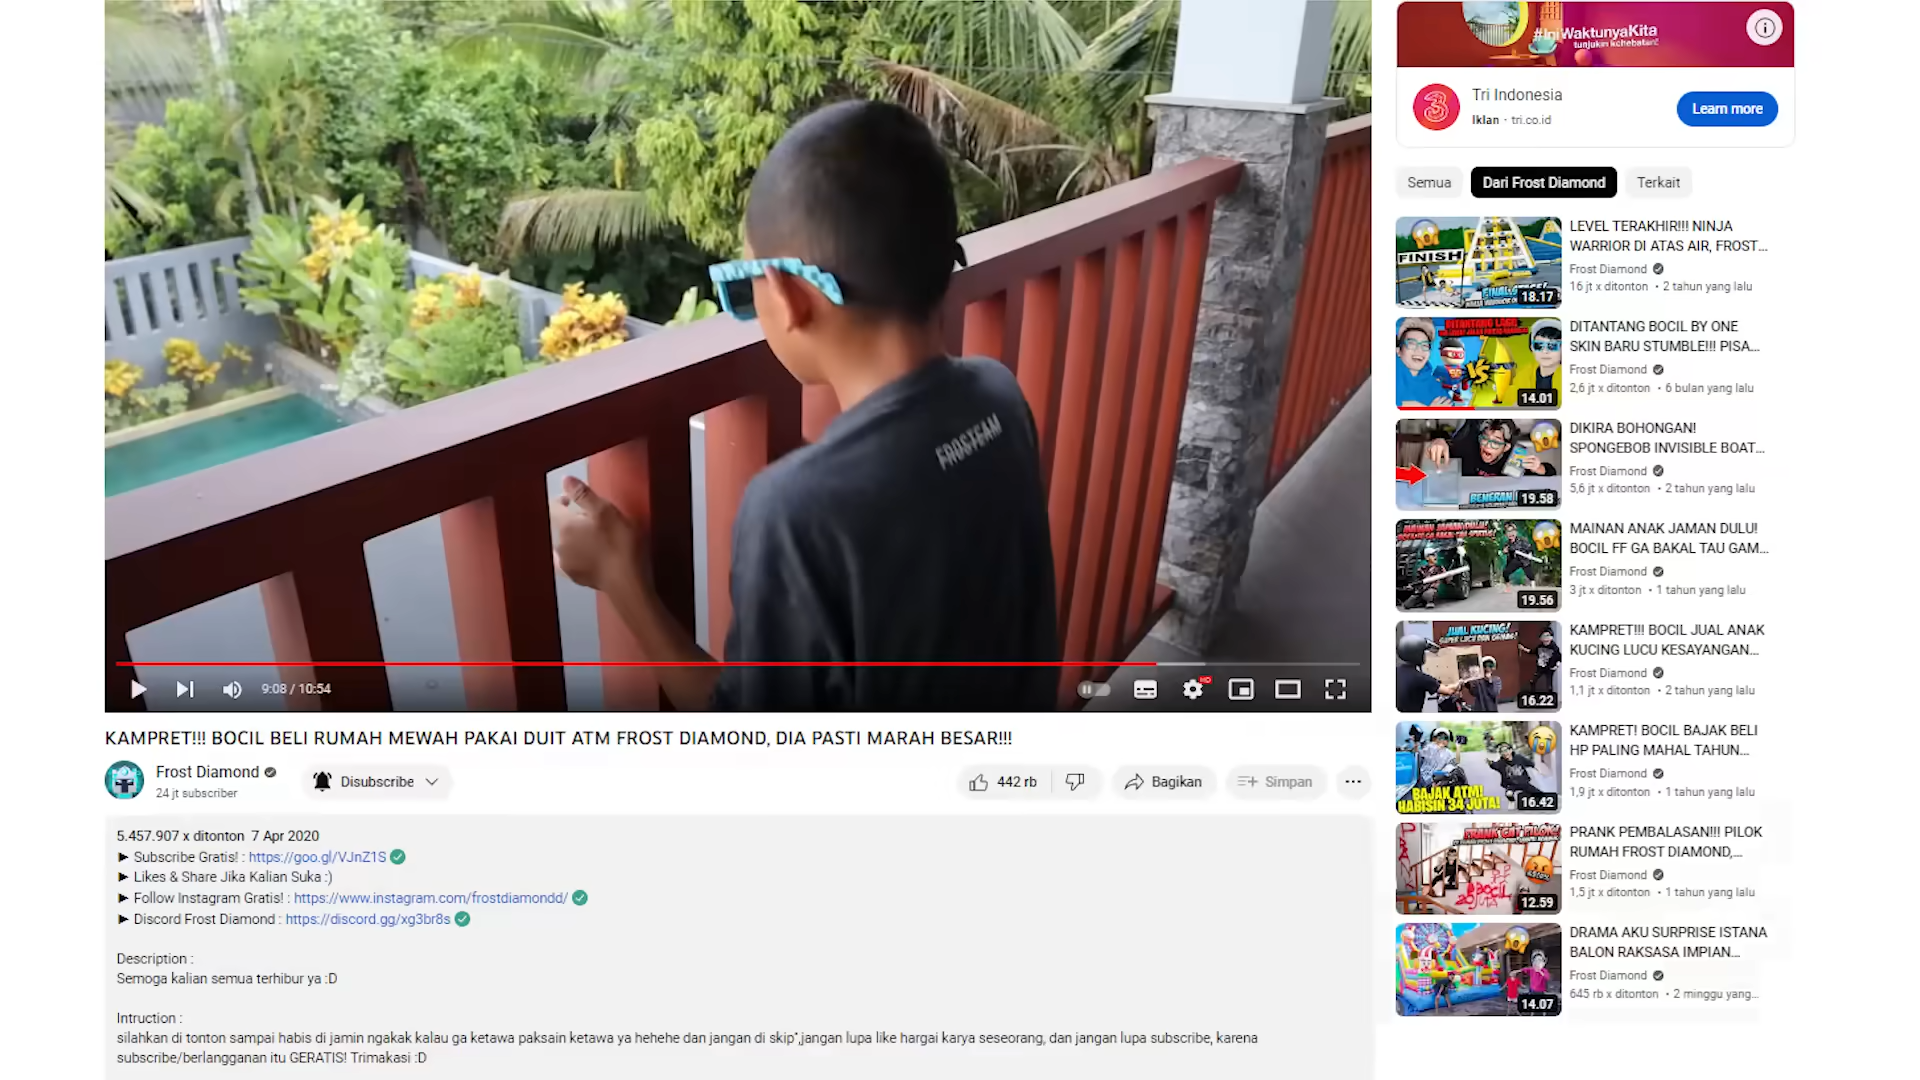 FROSTEAM
9:08 / 10:54
HD
KAMPRET!!! BOCIL BELI RUMAH MEWAH PAKAI DUIT ATM FROST DIAMOND, DIA PASTI MARAH BESAR!!!
Frost Diamond
24 jt subscriber
Disubscribe
442 rb
Bagikan
Simpan
5.457.907 x ditonton 7 Apr 2020
► Subscribe Gratis! : https://goo.gl/VJnZ1S
► Likes & Share Jika Kalian Suka :)
► Follow Instagram Gratis! : https://www.instagram.com/frostdiamondd/
► Discord Frost Diamond : https://discord.gg/xg3br8s
Description :
Semoga kalian semua terhibur ya :D
Intruction :
silahkan di tonton sampai habis di jamin ngakak kalau ga ketawa paksain ketawa ya hehehe dan jangan di skip",jangan lupa like hargai karya seseorang, dan jangan lupa subscribe, karena
subscribe/berlangganan itu GERATIS! Trimakasi :D
#IniWaktunyaKita
tunjukin kehebatan!
Tri Indonesia
Iklan · tri.co.id
Learn more
Semua
Dari Frost Diamond
Terkait
FINISH
18.17
LEVEL TERAKHIR!!! NINJA
WARRIOR DI ATAS AIR, FROST...
Frost Diamond
16 jt x ditonton • 2 tahun yang lalu
DITANTANG LAGI
VS
14.01
DITANTANG BOCIL BY ONE
SKIN BARU STUMBLE!!! PISA...
Frost Diamond
2,6 jt x ditonton • 6 bulan yang lalu
BENERAN
19.58
DIKIRA BOHONGAN!
SPONGEBOB INVISIBLE BOAT...
Frost Diamond
5,6 jt x ditonton • 2 tahun yang lalu
19.56
MAINAN ANAK JAMAN DULU!
BOCIL FF GA BAKAL TAU GAM...
Frost Diamond
3 jt x ditonton • 1 tahun yang lalu
JUAL KUCING!
16.22
KAMPRET!!! BOCIL JUAL ANAK
KUCING LUCU KESAYANGAN...
Frost Diamond
1,1 jt x ditonton • 2 tahun yang lalu
BAJAK ATM!
HABISIN 34 JUTA!
16.42
KAMPRET! BOCIL BAJAK BELI
HP PALING MAHAL TAHUN...
Frost Diamond
1,9 jt x ditonton • 1 tahun yang lalu
PRANK CAT PILOK!
12.59
PRANK PEMBALASAN!!! PILOK
RUMAH FROST DIAMOND,...
Frost Diamond
1,5 jt x ditonton • 1 tahun yang lalu
14.07
DRAMA AKU SURPRISE ISTANA
BALON RAKSASA IMPIAN...
Frost Diamond
645 rb x ditonton • 2 minggu yang...